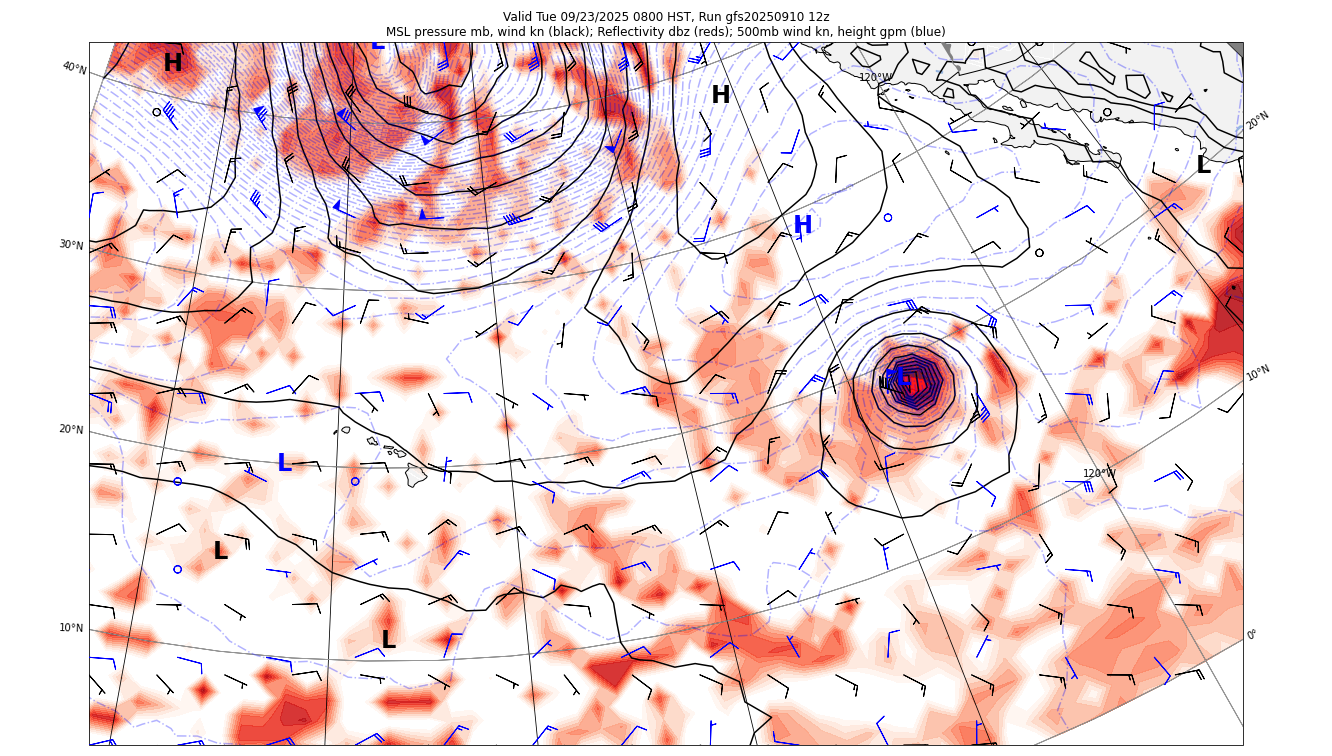 Valid Tue 09/23/2025 0800 HST, Run gfs20250910 12z
MSL pressure mb, wind kn (black); Reflectivity dbz (reds); 500mb wind kn, height gpm (blue)
L
H
40°N
120°W
H
20°N
L
H
30°N
10°N
L
20°N
L
120°W
L
10°N
L
0°